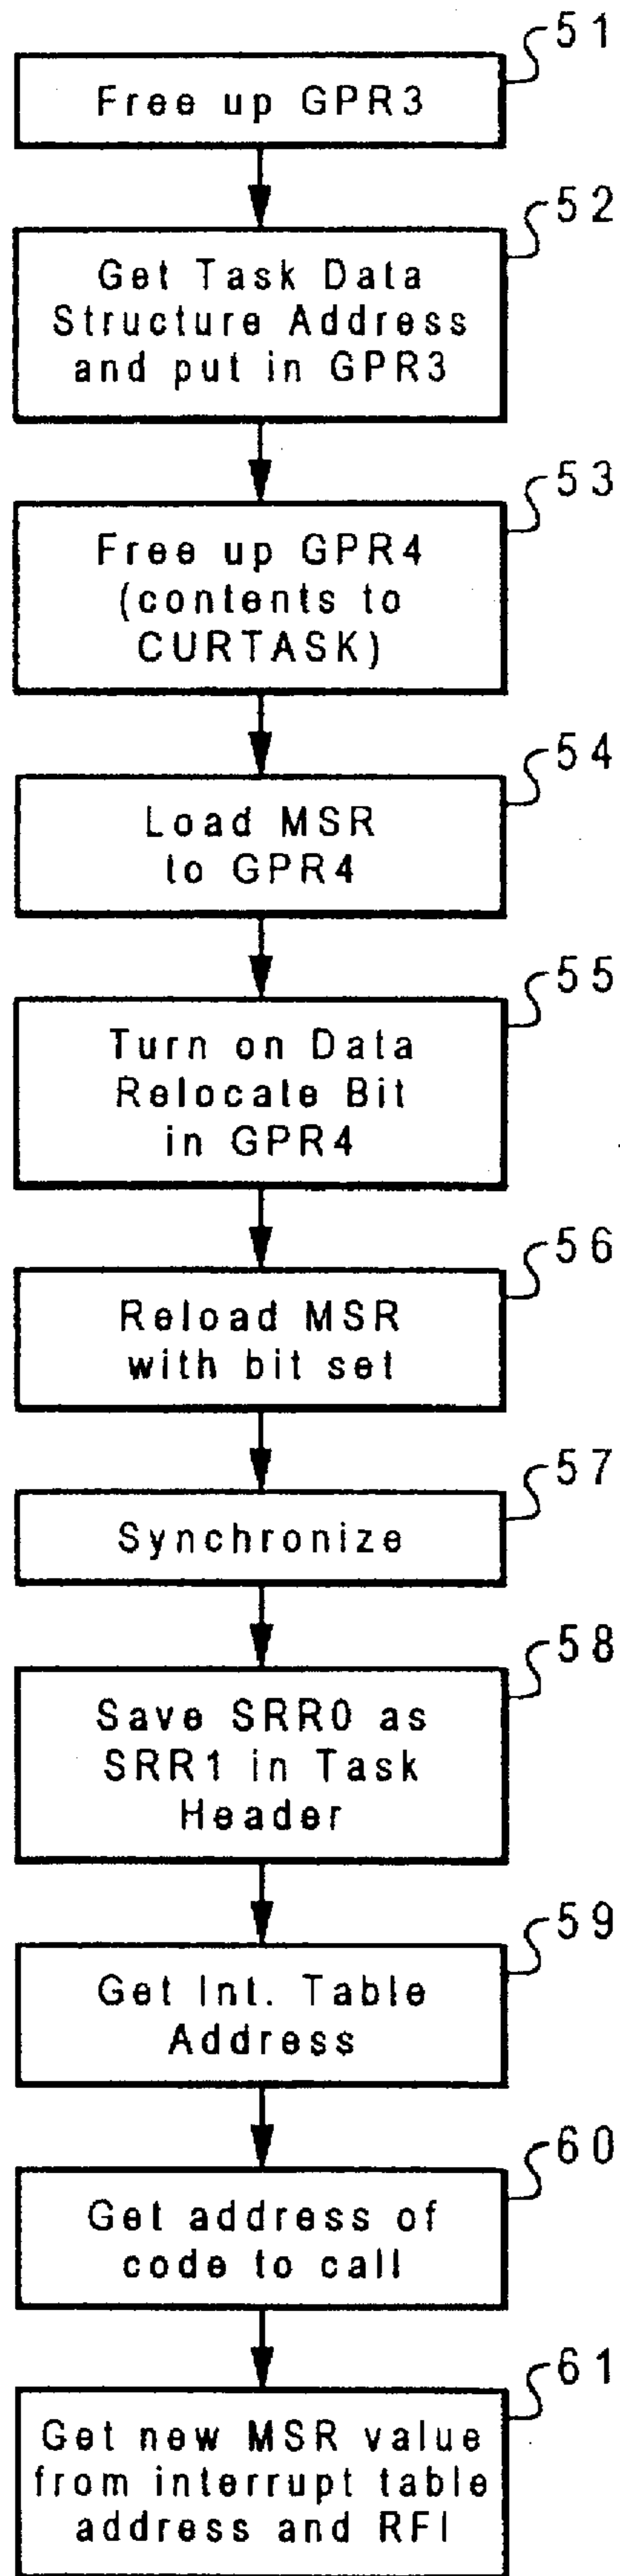 51
Free up GPR3
52
Get Task Data
Structure Address
and put in GPR3
53
Free up GPR4
(contents to
CURTASK)
54
Load MSR
to GPR4
55
Turn on Data
Relocate Bit
in GPR4
56
Reload MSR
with bit set
57
Synchronize
58
Save SRR0 as
SRR1 in Task
Header
59
Get Int. Table
Address
60
Get address of
code to call
61
Get new MSR value
from interrupt table
address and RFI